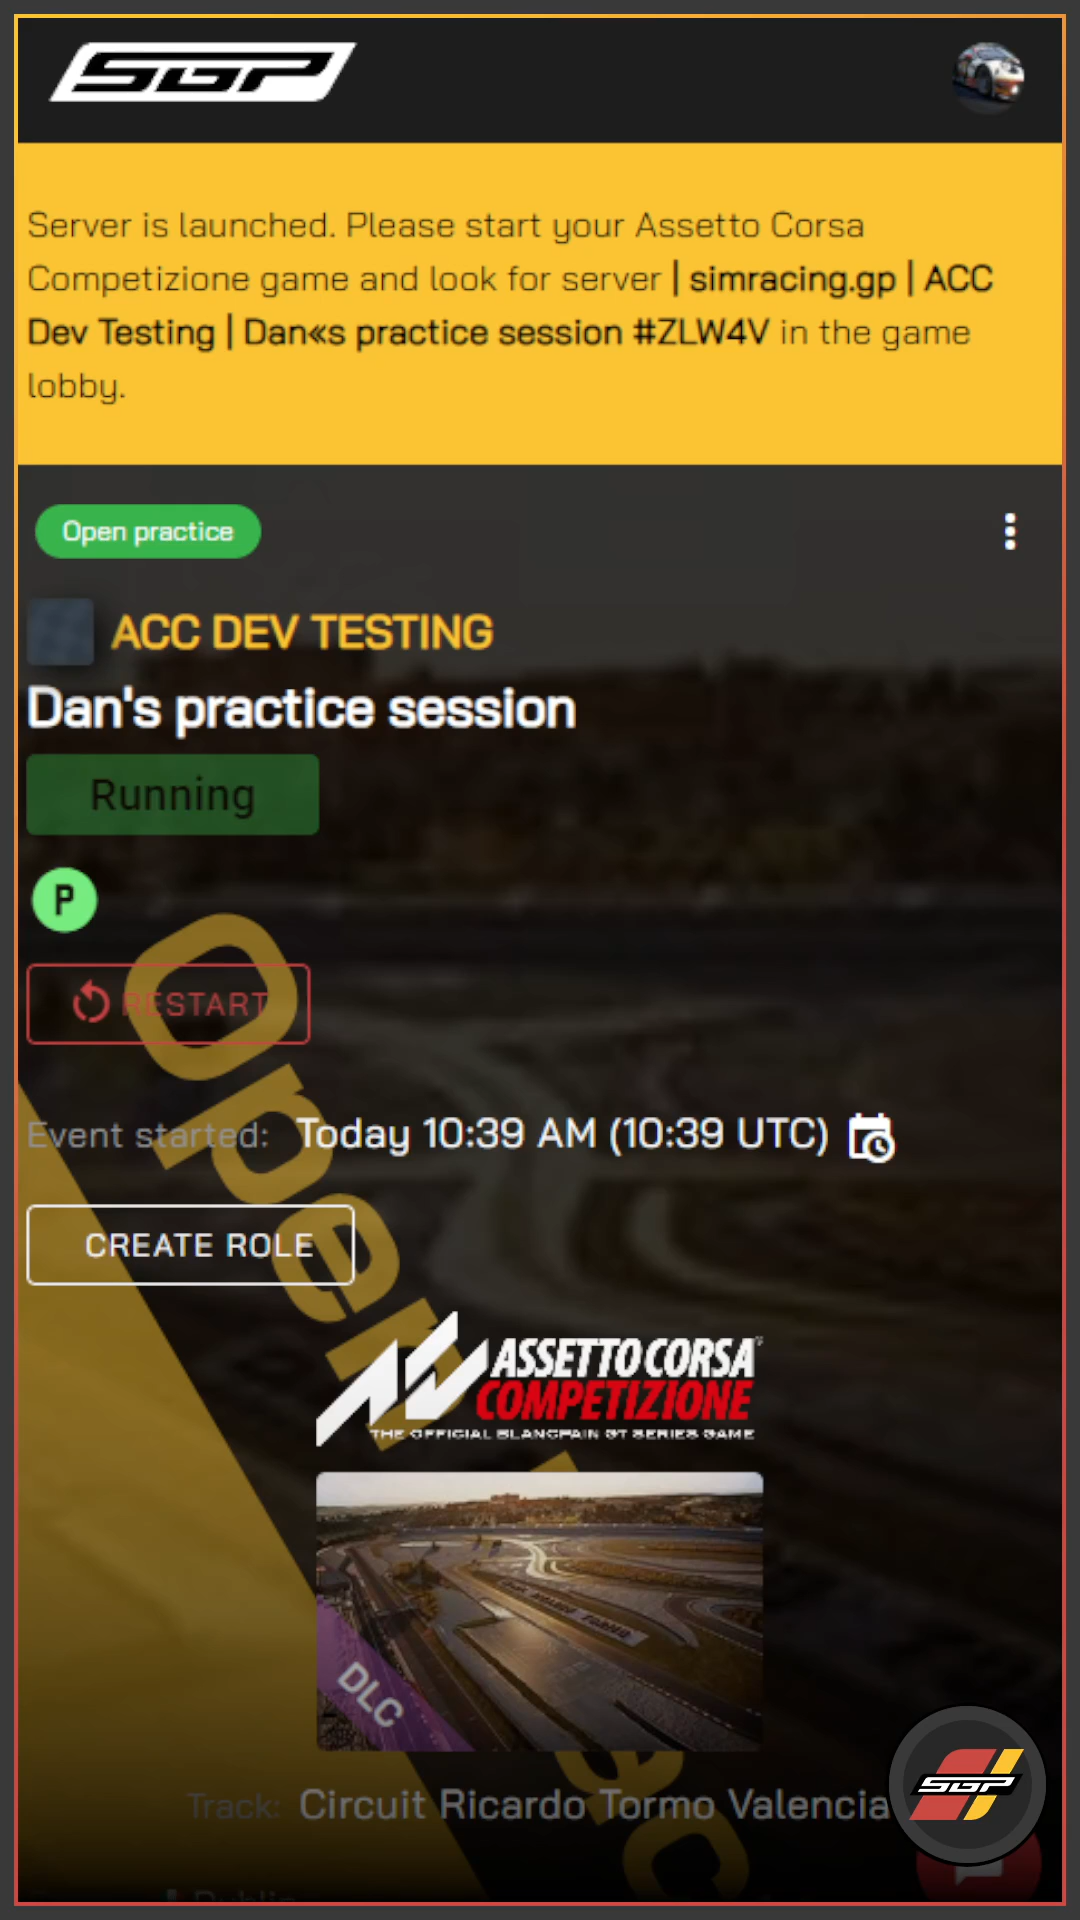 SGP
Server is launched. Please start your Assetto Corsa
Competizione game and look for server | simracing.gp | ACC
Dev Testing | Dan«s practice session #ZLW4V in the game
lobby.
Open practice
ACC DEV TESTING
Dan's practice session
Running
P
RESTART
Open
Event started: Today 10:39 AM (10:39 UTC)
CREATE ROLE
ASSETTO CORSA
COMPETIZIONE
THE OFFICIAL BLANCPAIN GT SERIES GAME
DLC
SGP
Track: Circuit Ricardo Tormo Valencia